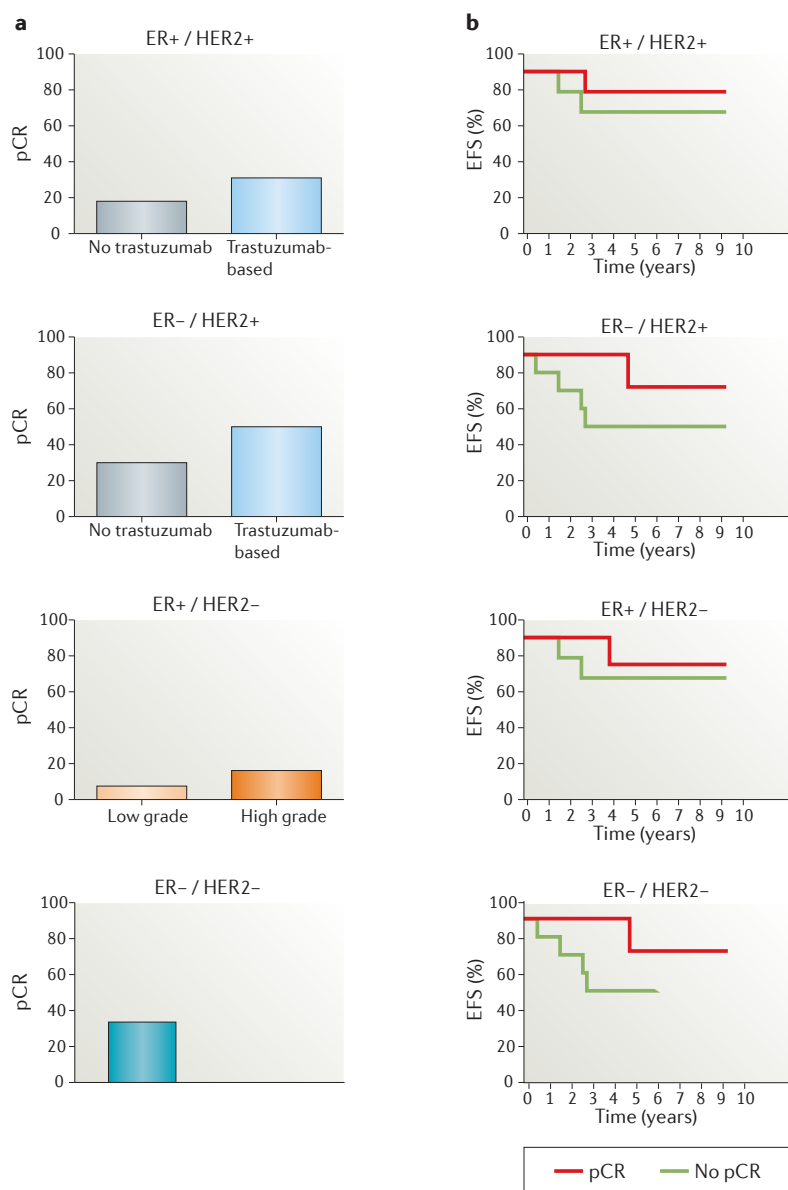 a
ER+ / HER2+
pCR
100
80
60
40
20
0
No trastuzumab
Trastuzumab-
based
ER– / HER2+
pCR
100
80
60
40
20
0
No trastuzumab
Trastuzumab-
based
ER+ / HER2–
pCR
100
80
60
40
20
0
Low grade
High grade
ER– / HER2–
pCR
100
80
60
40
20
0
b
ER+ / HER2+
EFS (%)
100
80
60
40
20
0
0 1 2 3 4 5 6 7 8 9 10
Time (years)
ER– / HER2+
EFS (%)
100
80
60
40
20
0
0 1 2 3 4 5 6 7 8 9 10
Time (years)
ER+ / HER2–
EFS (%)
100
80
60
40
20
0
0 1 2 3 4 5 6 7 8 9 10
Time (years)
ER– / HER2–
EFS (%)
100
80
60
40
20
0
0 1 2 3 4 5 6 7 8 9 10
Time (years)
pCR
No pCR